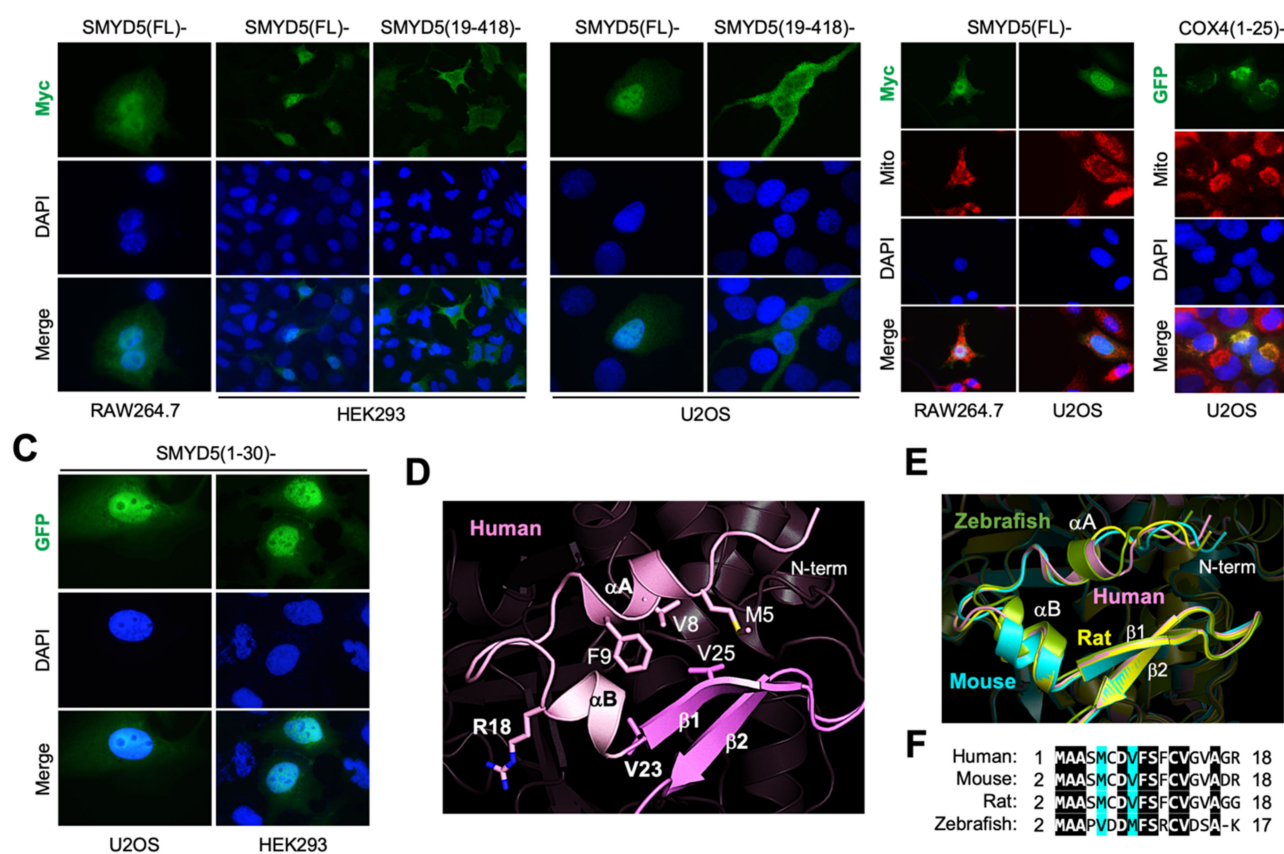 SMYD5(FL)- SMYD5(FL)- SMYD5(19-418)- SMYD5(FL)- SMYD5(19-418)- SMYD5(FL)- COX4(1-25)-
Myc
DAPI
Merge
RAW264.7 HEK293 U2OS
Myc
Mito
DAPI
Merge
RAW264.7 U2OS
GFP
Mito
DAPI
Merge
U2OS
C
SMYD5(1-30)-
GFP
DAPI
Merge
U2OS HEK293
D
Human
N-term
αA
M5
V8
F9
V25
αB
R18
β1
β2
V23
E
Zebrafish
αA
N-term
Human
αB
Rat
β1
β2
Mouse
F
Human: 1 MAASMCDVFSFCVGVAGR 18
Mouse: 2 MAASMCDVFSFCVGVADR 18
Rat: 2 MAASMCDVFSFCVGVAGG 18
Zebrafish: 2 MAAPVDDMFSRCVDSA-K 17